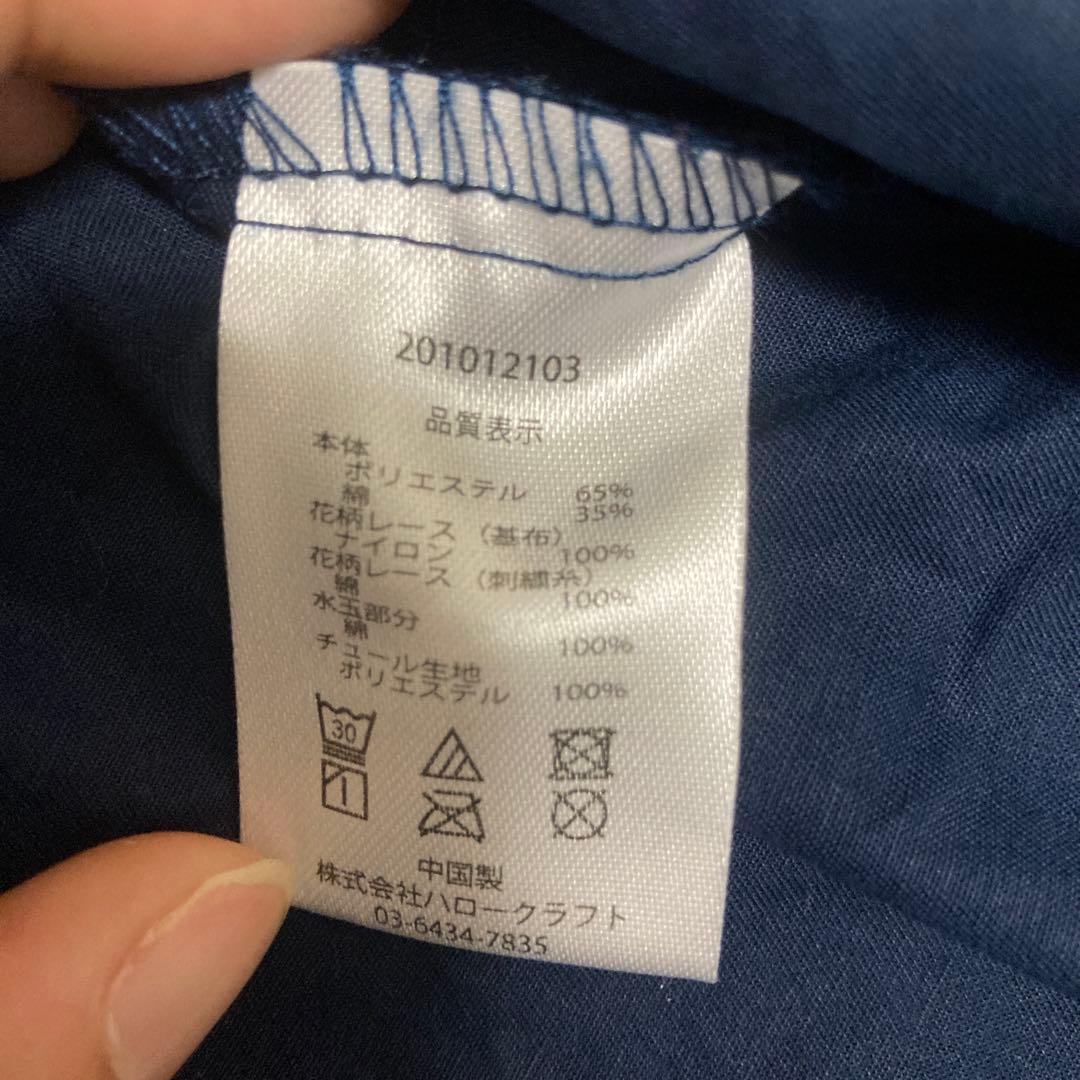 201012103
品質表示
本体
ポリエステル 65%
綿 35%
花柄レース (基布)
ナイロン 100%
花柄レース (刺繍糸)
綿 100%
水玉部分
綿 100%
チュール生地
ポリエステル 100%
30
中国製
株式会社ハロークラフト
03-6434-7835